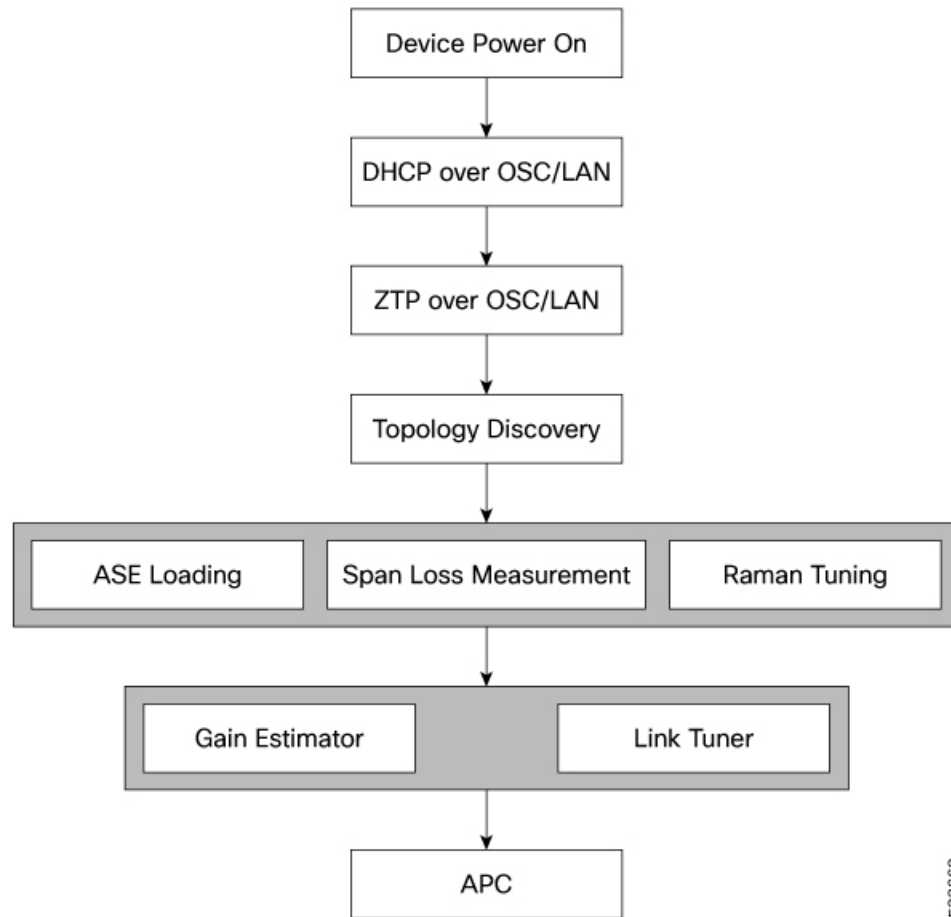 Device Power On
DHCP over OSC/LAN
ZTP over OSC/LAN
Topology Discovery
ASE Loading
Span Loss Measurement
Raman Tuning
Gain Estimator
Link Tuner
APC